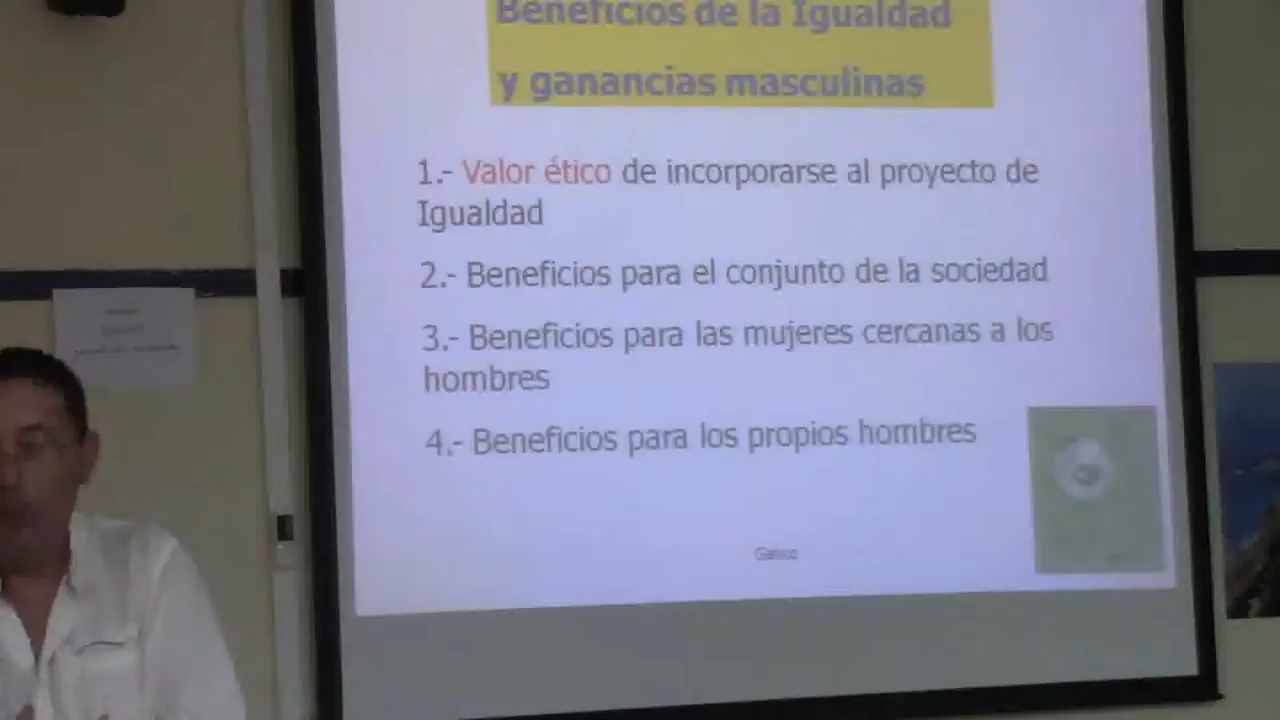 Beneficios de la Igualdad
y ganancias masculinas
1.- Valor ético de incorporarse al proyecto de
Igualdad
2.- Beneficios para el conjunto de la sociedad
3.- Beneficios para las mujeres cercanas a los
hombres
4.- Beneficios para los propios hombres